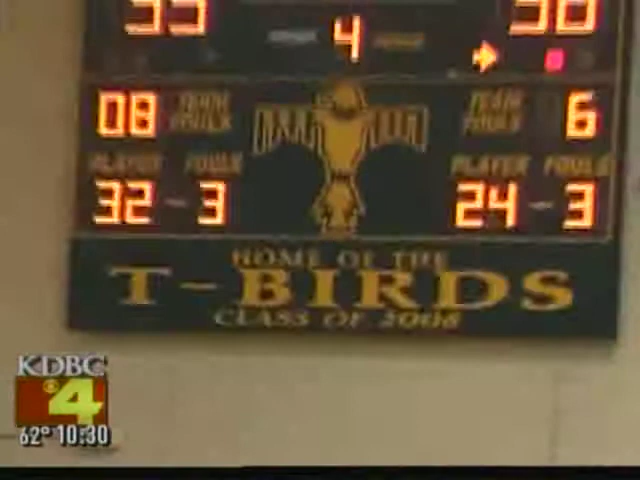 4
08 TEAM FOULS TEAM FOULS 6
PLAYER FOULS PLAYER FOULS
32 - 3 24 - 3
HOME OF THE
T-BIRDS
CLASS OF 2008
KDBC
4
62° 10:30